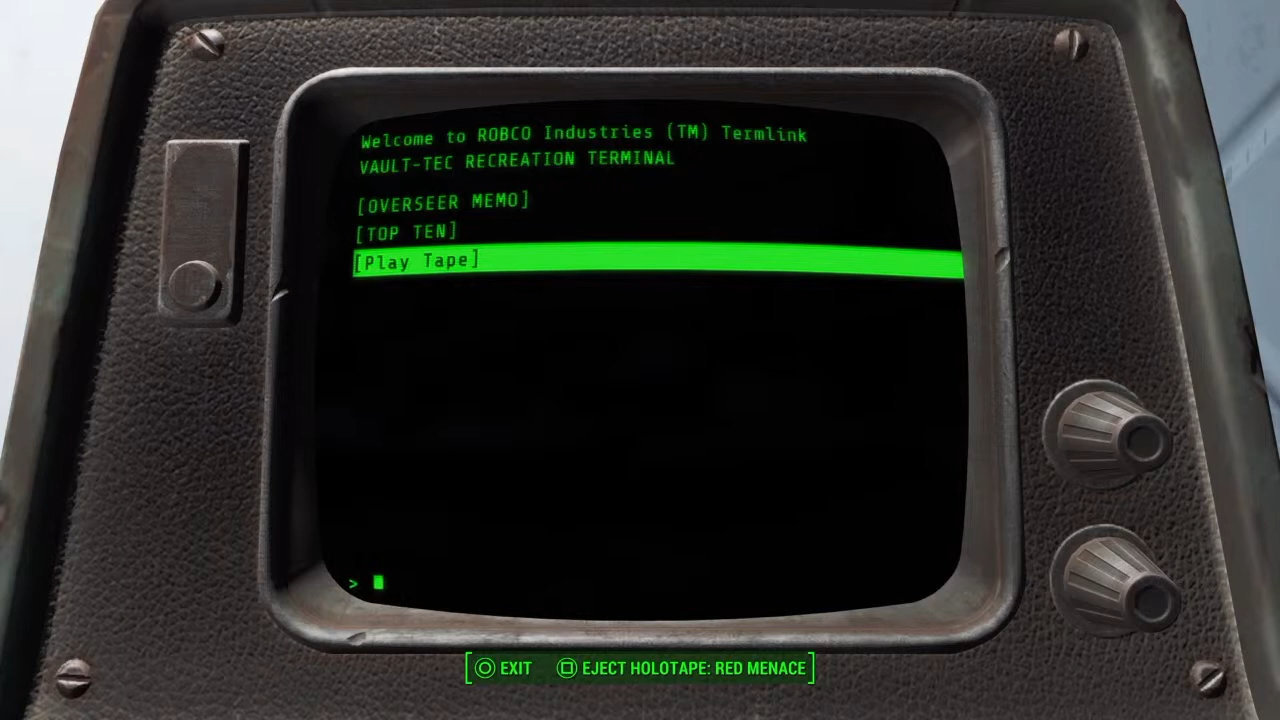 Welcome to ROBCO Industries (TM) Termlink
VAULT-TEC RECREATION TERMINAL
[OVERSEER MEMO]
[TOP TEN]
[Play Tape]
>
EXIT EJECT HOLOTAPE: RED MENACE